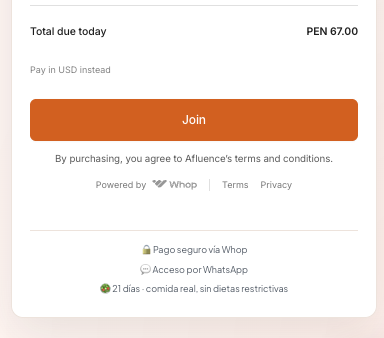 Total due today PEN 67.00
Pay in USD instead
Join
By purchasing, you agree to Afluence's terms and conditions.
Powered by Whop Terms Privacy
🔒 Pago seguro vía Whop
💬 Acceso por WhatsApp
🥗 21 días · comida real, sin dietas restrictivas